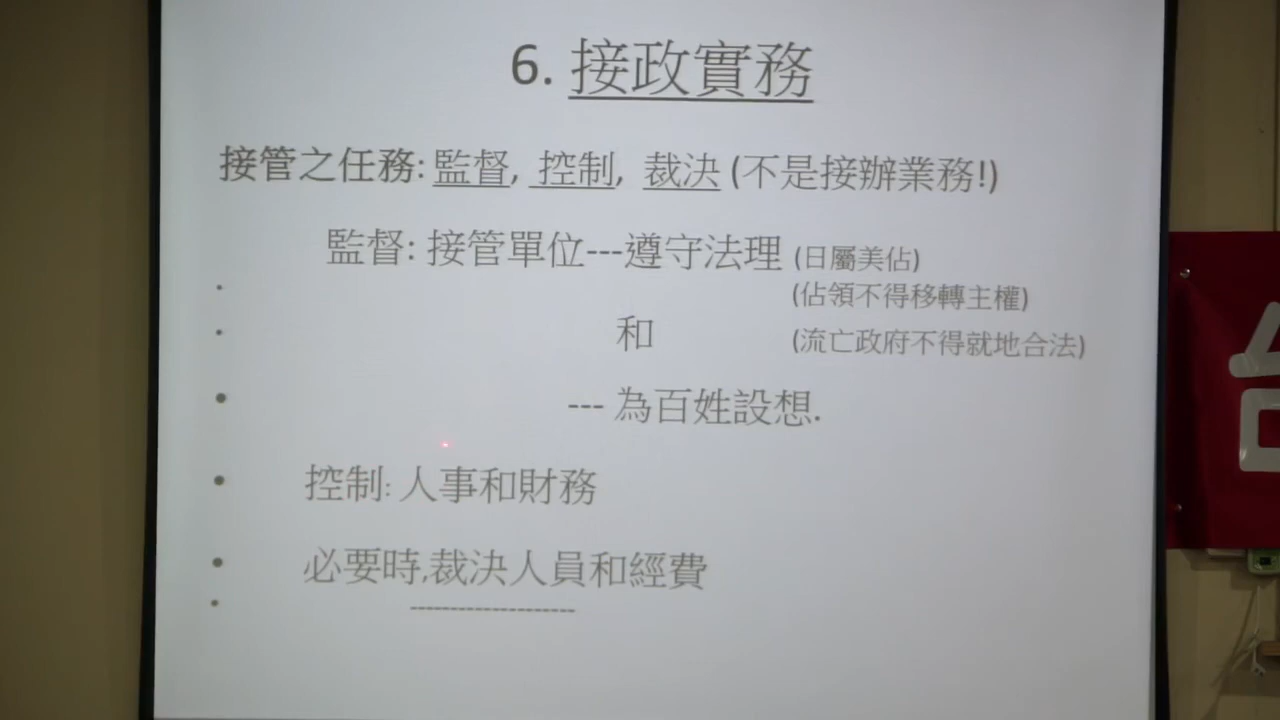 6. 接政實務
接管之任務: 監督, 控制, 裁決 (不是接辦業務!)
監督: 接管單位---遵守法理 (日屬美佔)
(佔領不得移轉主權)
和 (流亡政府不得就地合法)
--- 為百姓設想.
控制: 人事和財務
必要時,裁決人員和經費
--------------------